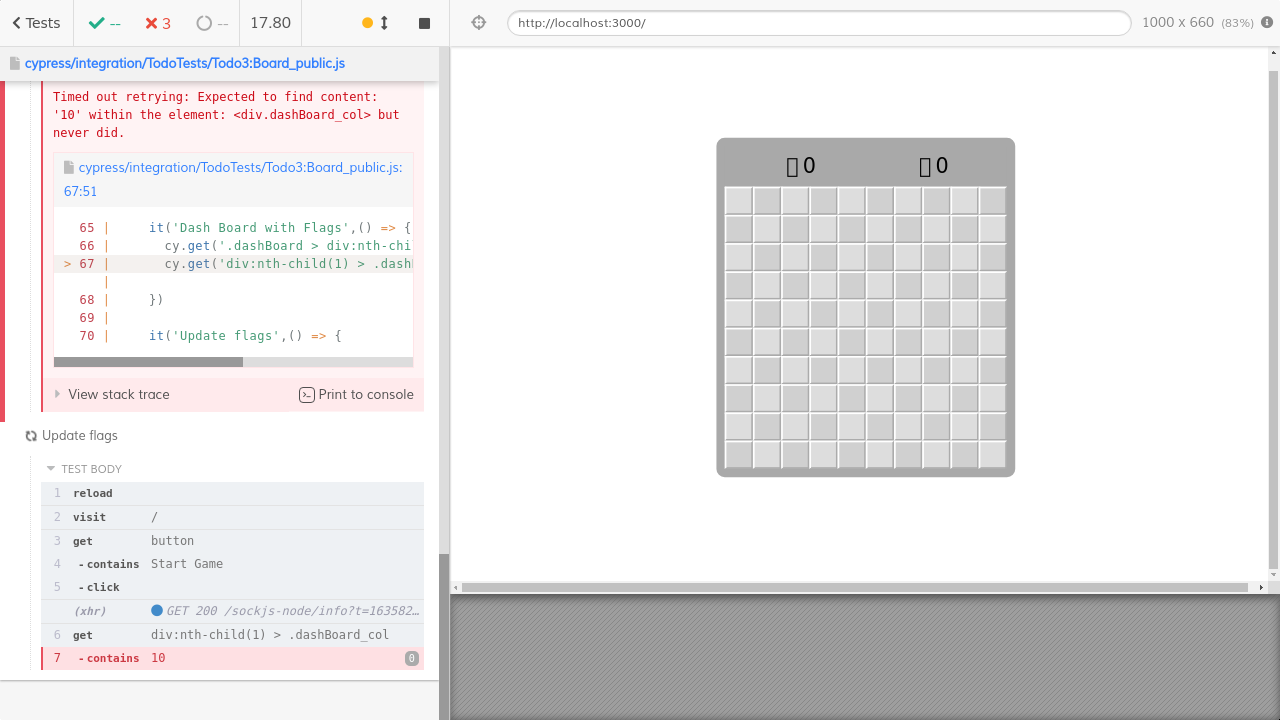 Tests -- 3 -- 17.80 http://localhost:3000/ 1000 x 660 (83%)
cypress/integration/TodoTests/Todo3:Board_public.js
Timed out retrying: Expected to find content:
'10' within the element: <div.dashBoard_col> but
never did.
cypress/integration/TodoTests/Todo3:Board_public.js:
67:51
65 | it('Dash Board with Flags',() => {
66 | cy.get('.dashBoard > div:nth-chi
> 67 | cy.get('div:nth-child(1) > .dash
|
68 | })
69 |
70 | it('Update flags',() => {
View stack trace Print to console
Update flags
TEST BODY
1 reload
2 visit /
3 get button
4 - contains Start Game
5 - click
(xhr) GET 200 /sockjs-node/info?t=163582…
6 get div:nth-child(1) > .dashBoard_col
7 - contains 10 0
0 0